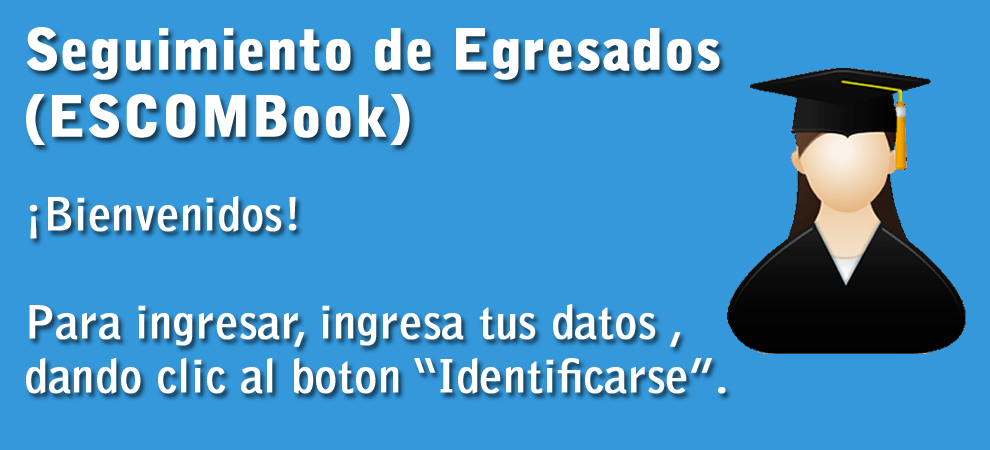 Seguimiento de Egresados
(ESCOMBook)
¡Bienvenidos!
Para ingresar, ingresa tus datos ,
dando clic al boton “Identificarse”.